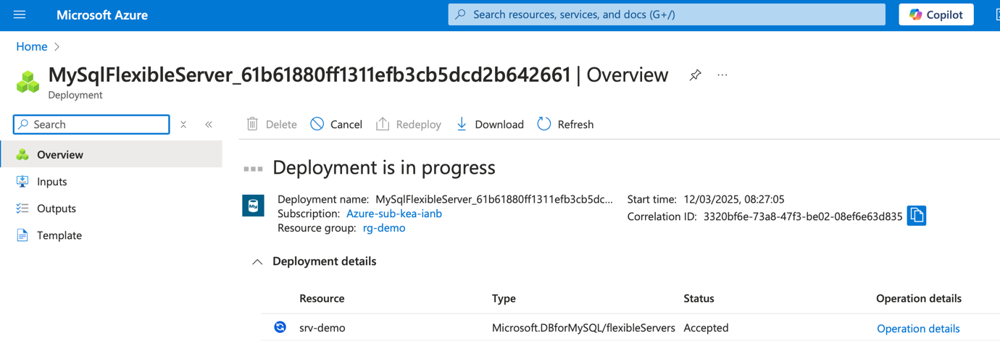 Microsoft Azure
Search resources, services, and docs (G+/)
Copilot
Home
MySqlFlexibleServer_61b61880ff1311efb3cb5dcd2b642661 | Overview
Deployment
Search
Delete
Cancel
Redeploy
Download
Refresh
Overview
Inputs
Outputs
Template
Deployment is in progress
My
Deployment name: MySqlFlexibleServer_61b61880ff1311efb3cb5dc...
Subscription: Azure-sub-kea-ianb
Resource group: rg-demo
Start time: 12/03/2025, 08:27:05
Correlation ID: 3320bf6e-73a8-47f3-be02-08ef6e63d835
Deployment details
Resource Type Status Operation details
srv-demo Microsoft.DBforMySQL/flexibleServers Accepted Operation details